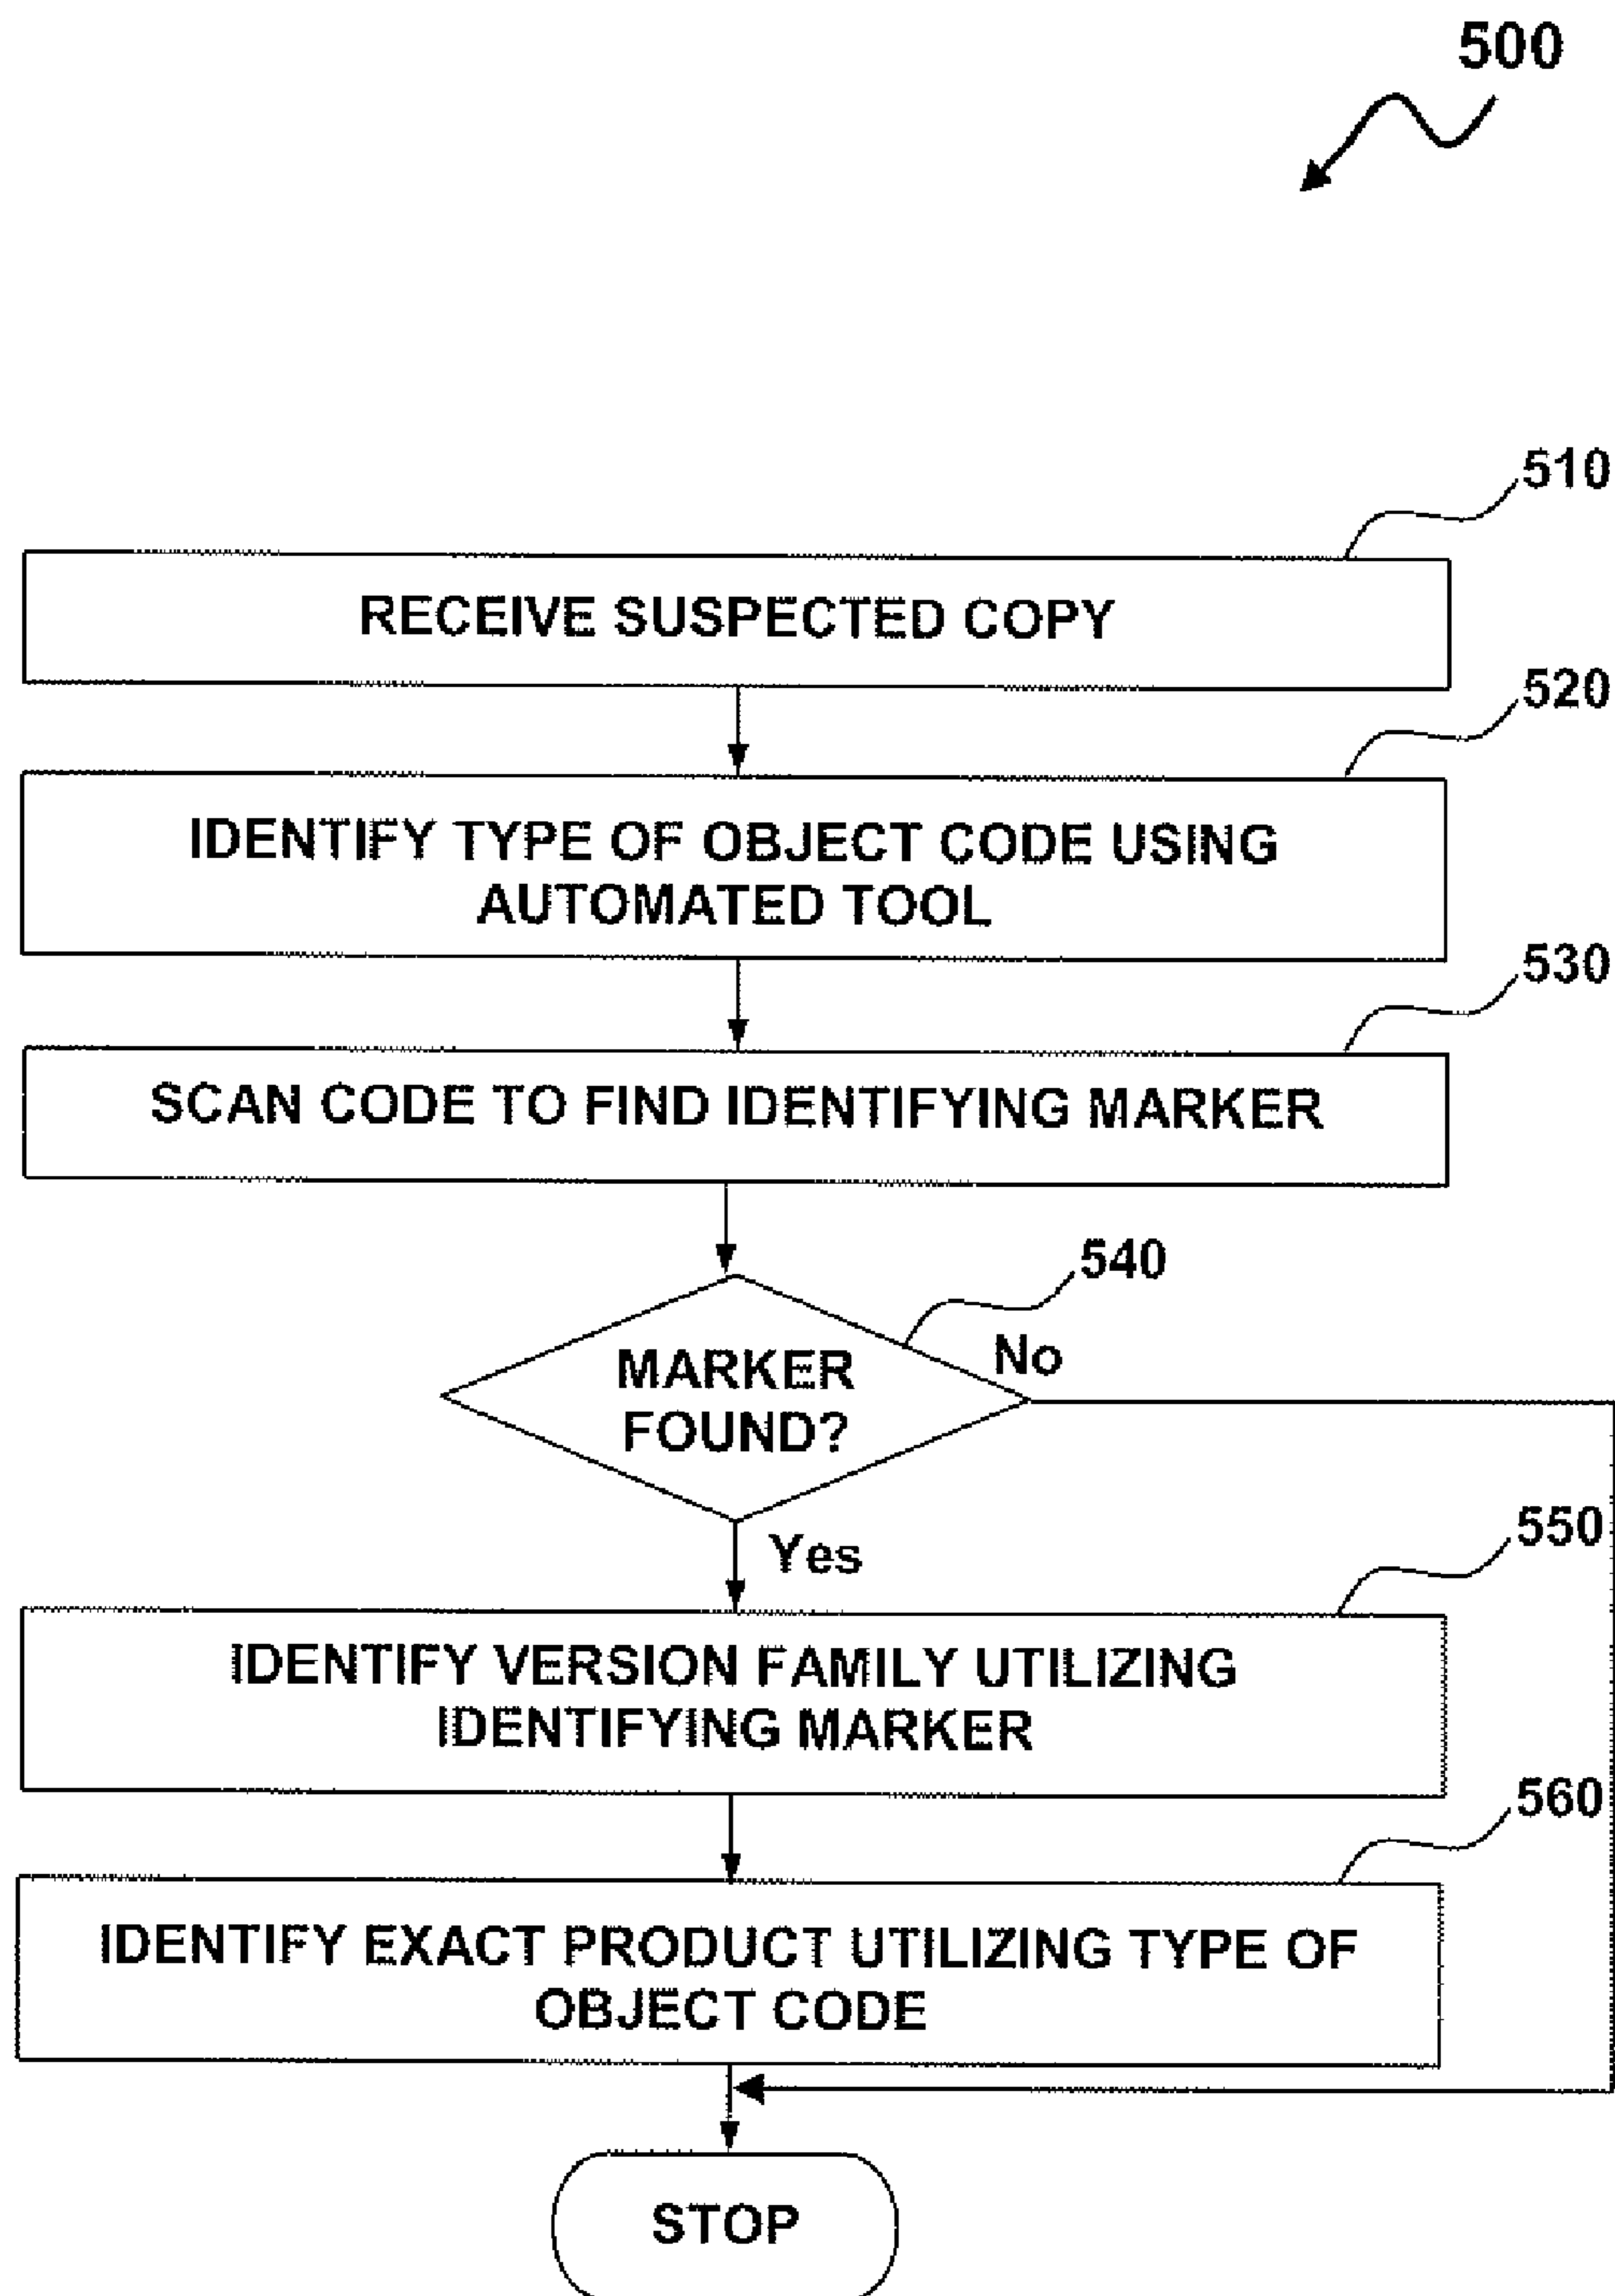 500
510
RECEIVE SUSPECTED COPY
520
IDENTIFY TYPE OF OBJECT CODE USING
AUTOMATED TOOL
530
SCAN CODE TO FIND IDENTIFYING MARKER
540
No
MARKER
FOUND?
Yes
550
IDENTIFY VERSION FAMILY UTILIZING
IDENTIFYING MARKER
560
IDENTIFY EXACT PRODUCT UTILIZING TYPE OF
OBJECT CODE
STOP